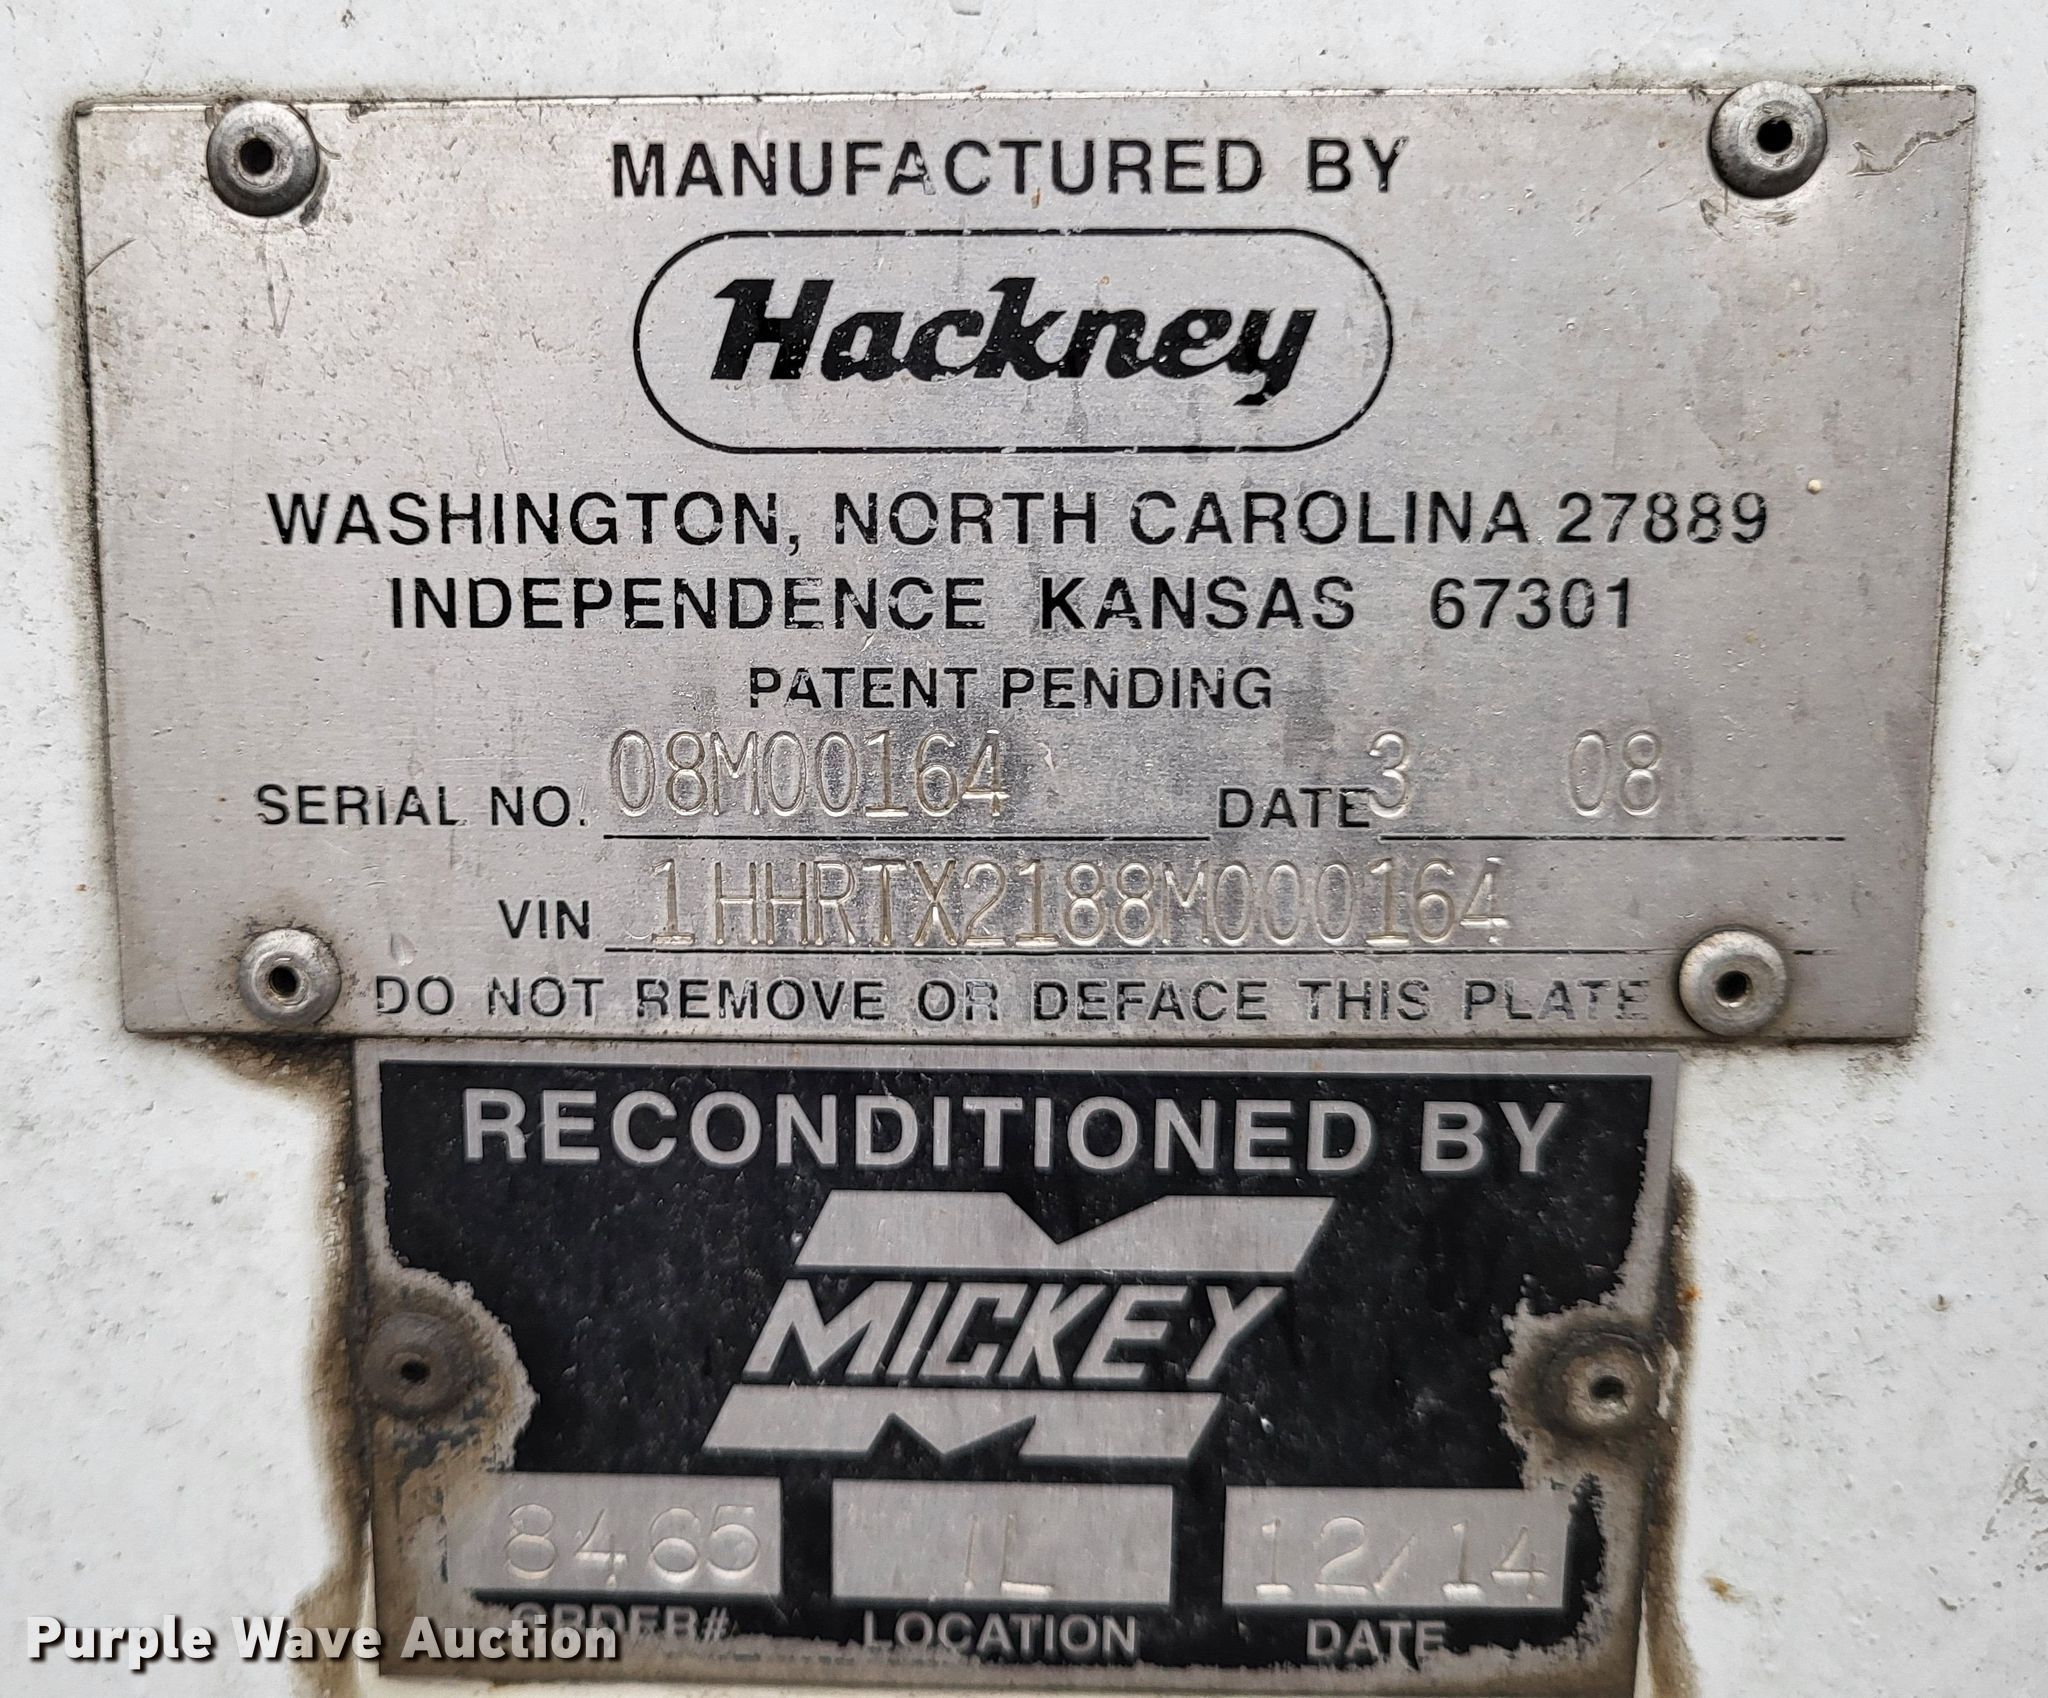 MANUFACTURED BY
Hackney
WASHINGTON, NORTH CAROLINA 27889
INDEPENDENCE KANSAS 67301
PATENT PENDING
SERIAL NO. 08M00164 DATE 3 08
VIN 1HHRTX2188M000164
DO NOT REMOVE OR DEFACE THIS PLATE
RECONDITIONED BY
MICKEY
8465 IL 12/14
ORDER# LOCATION DATE
Purple Wave Auction